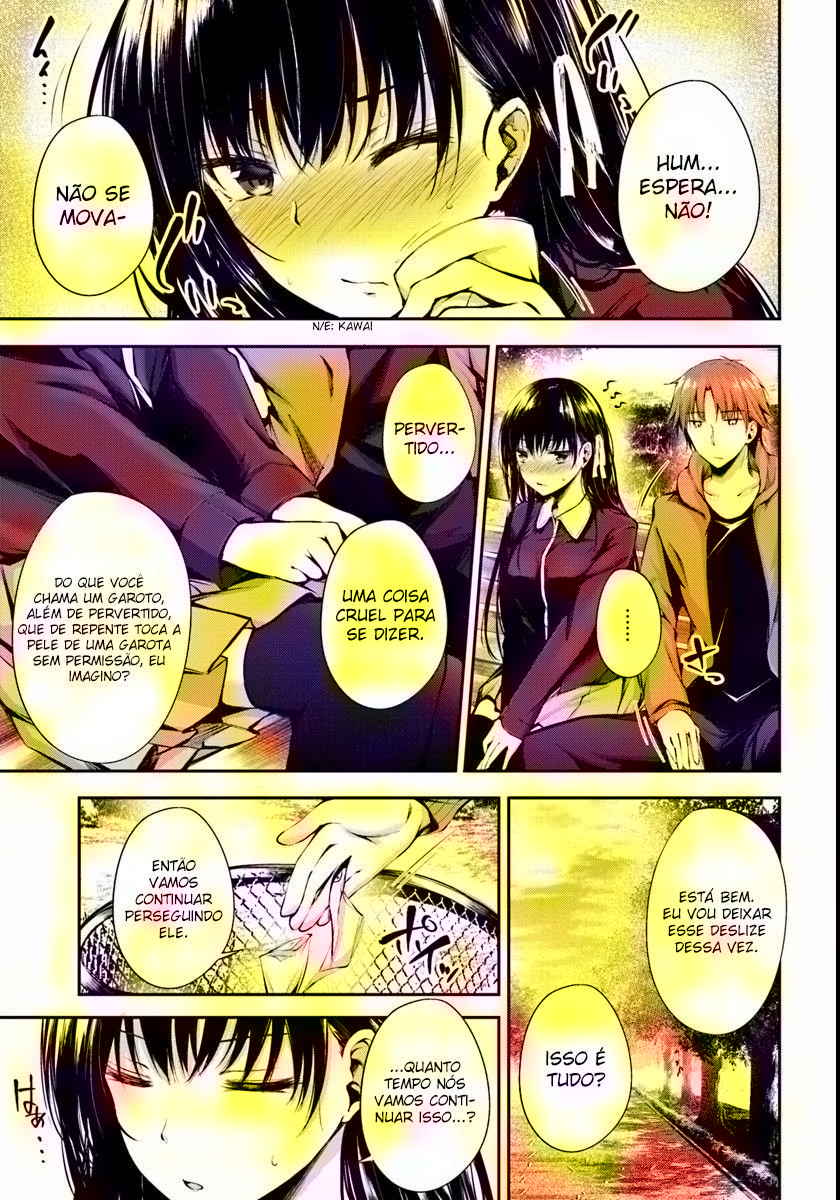 HUM...
ESPERA...
NÃO!
NÃO SE
MOVA-
N/E: KAWAI
.......
PERVER-
TIDO...
UMA COISA
CRUEL PARA
SE DIZER.
DO QUE VOCÊ
CHAMA UM GAROTO,
ALÉM DE PERVERTIDO,
QUE DE REPENTE TOCA A
PELE DE UMA GAROTA
SEM PERMISSÃO, EU
IMAGINO?
ESTÁ BEM.
EU VOU DEIXAR
ESSE DESLIZE
DESSA VEZ.
ISSO É
TUDO?
ENTÃO
VAMOS
CONTINUAR
PERSEGUINDO
ELE.
...QUANTO
TEMPO NÓS
VAMOS CONTI-
NUAR ISSO...?
はぁ...